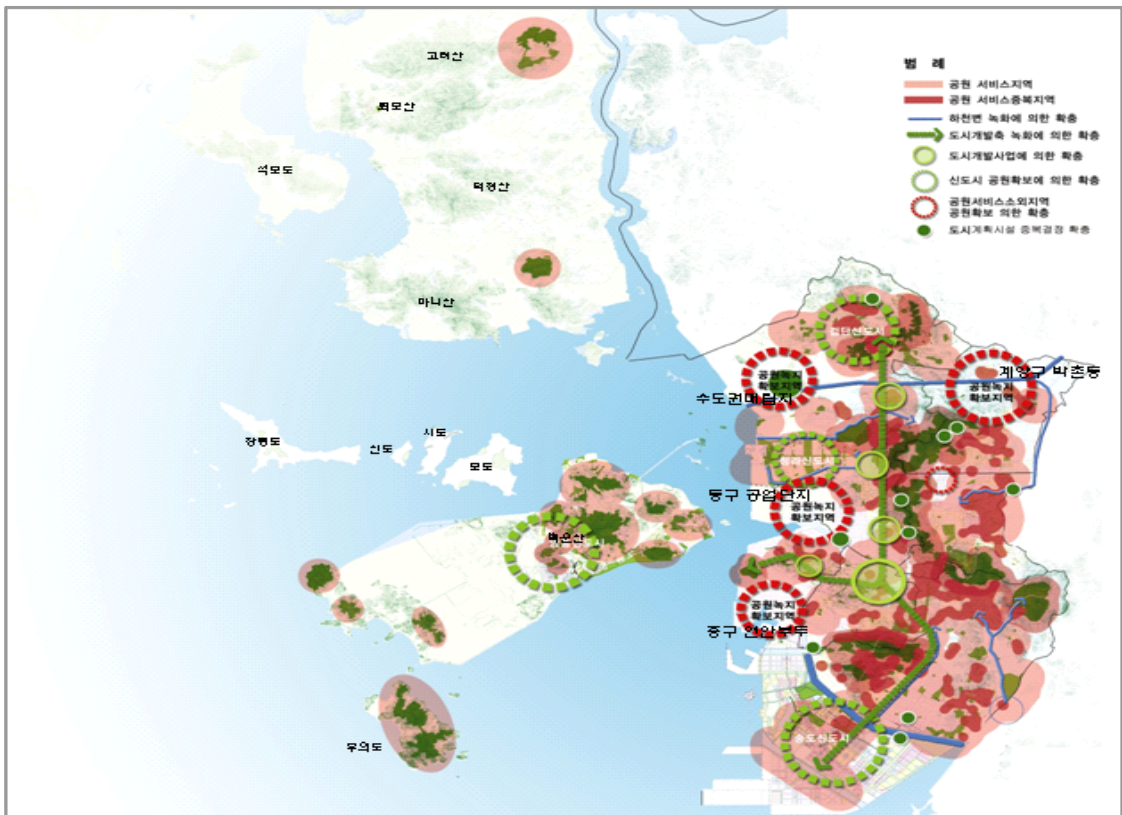 범 례
공원 서비스지역
공원 서비스중복지역
하천변 녹화에 의한 확충
도시개발축 녹화에 의한 확충
도시개발사업에 의한 확충
신도시 공원확보에 의한 확충
공원서비스소외지역
공원확보 의한 확충
도시계획시설 중복결정 확충
고려산
퇴모산
석모도
덕정산
마니산
장봉도
신도
시도
모도
백운산
무의도
검단신도시
공원녹지
확보지역
수도권매립지
계양구 박촌동
공원녹지
확보지역
청라신도시
동구 공업단지
공원녹지
확보지역
공원녹지
확보지역
중구 연안부두
송도신도시